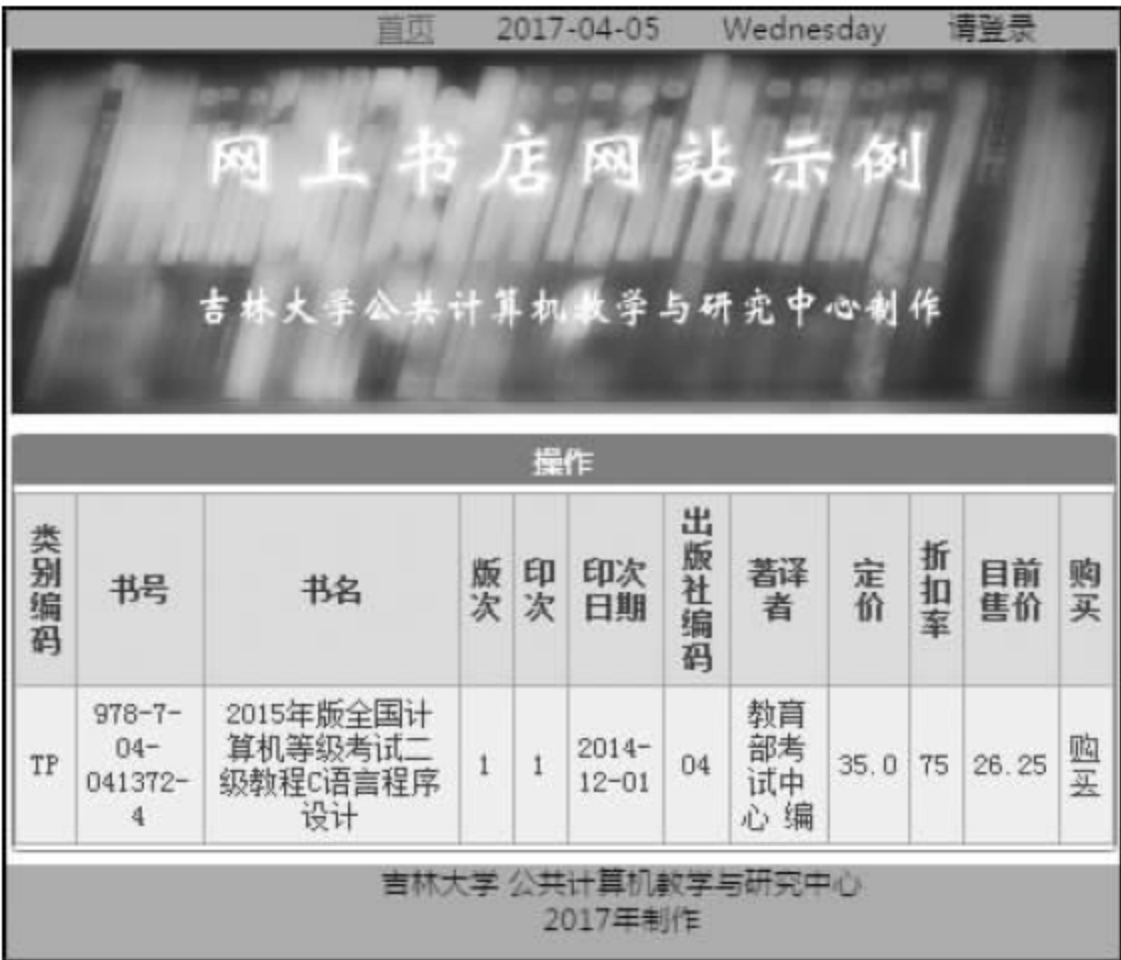 首页 2017-04-05 Wednesday 请登录
网上书店网站示例
吉林大学公共计算机教学与研究中心制作
操作
类别编码 书号 书名 版次 印次 印次日期 出版社编码 著译者 定价 折扣率 目前售价 购买
TP 978-7-04-041372-4 2015年版全国计算机等级考试二级教程C语言程序设计 1 1 2014-12-01 04 教育部考试中心 编 35.0 75 26.25 购买
吉林大学 公共计算机教学与研究中心
2017年制作